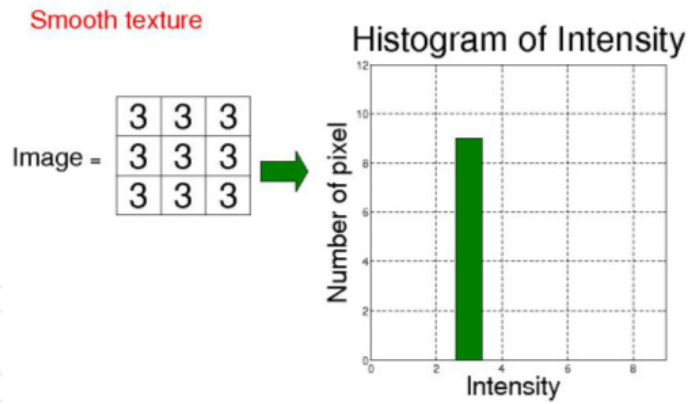 Smooth texture
Histogram of Intensity
Image =
3 3 3
3 3 3
3 3 3
Number of pixel
12
10
8
6
4
2
0
0 2 4 6 8
Intensity